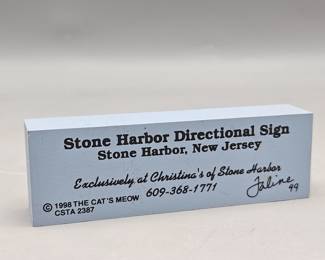 Stone Harbor Directional Sign
Stone Harbor, New Jersey
Exclusively at Christina's of Stone Harbor
609-368-1771
© 1998 THE CAT'S MEOW
CSTA 2387
Faline 99